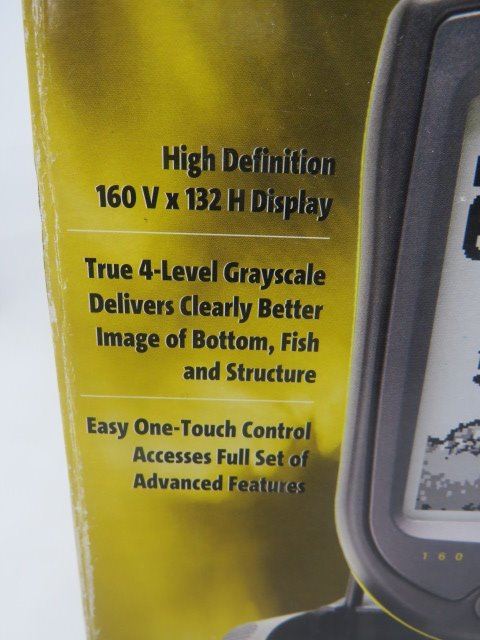 High Definition
160 V x 132 H Display
True 4-Level Grayscale
Delivers Clearly Better
Image of Bottom, Fish
and Structure
Easy One-Touch Control
Accesses Full Set of
Advanced Features
160